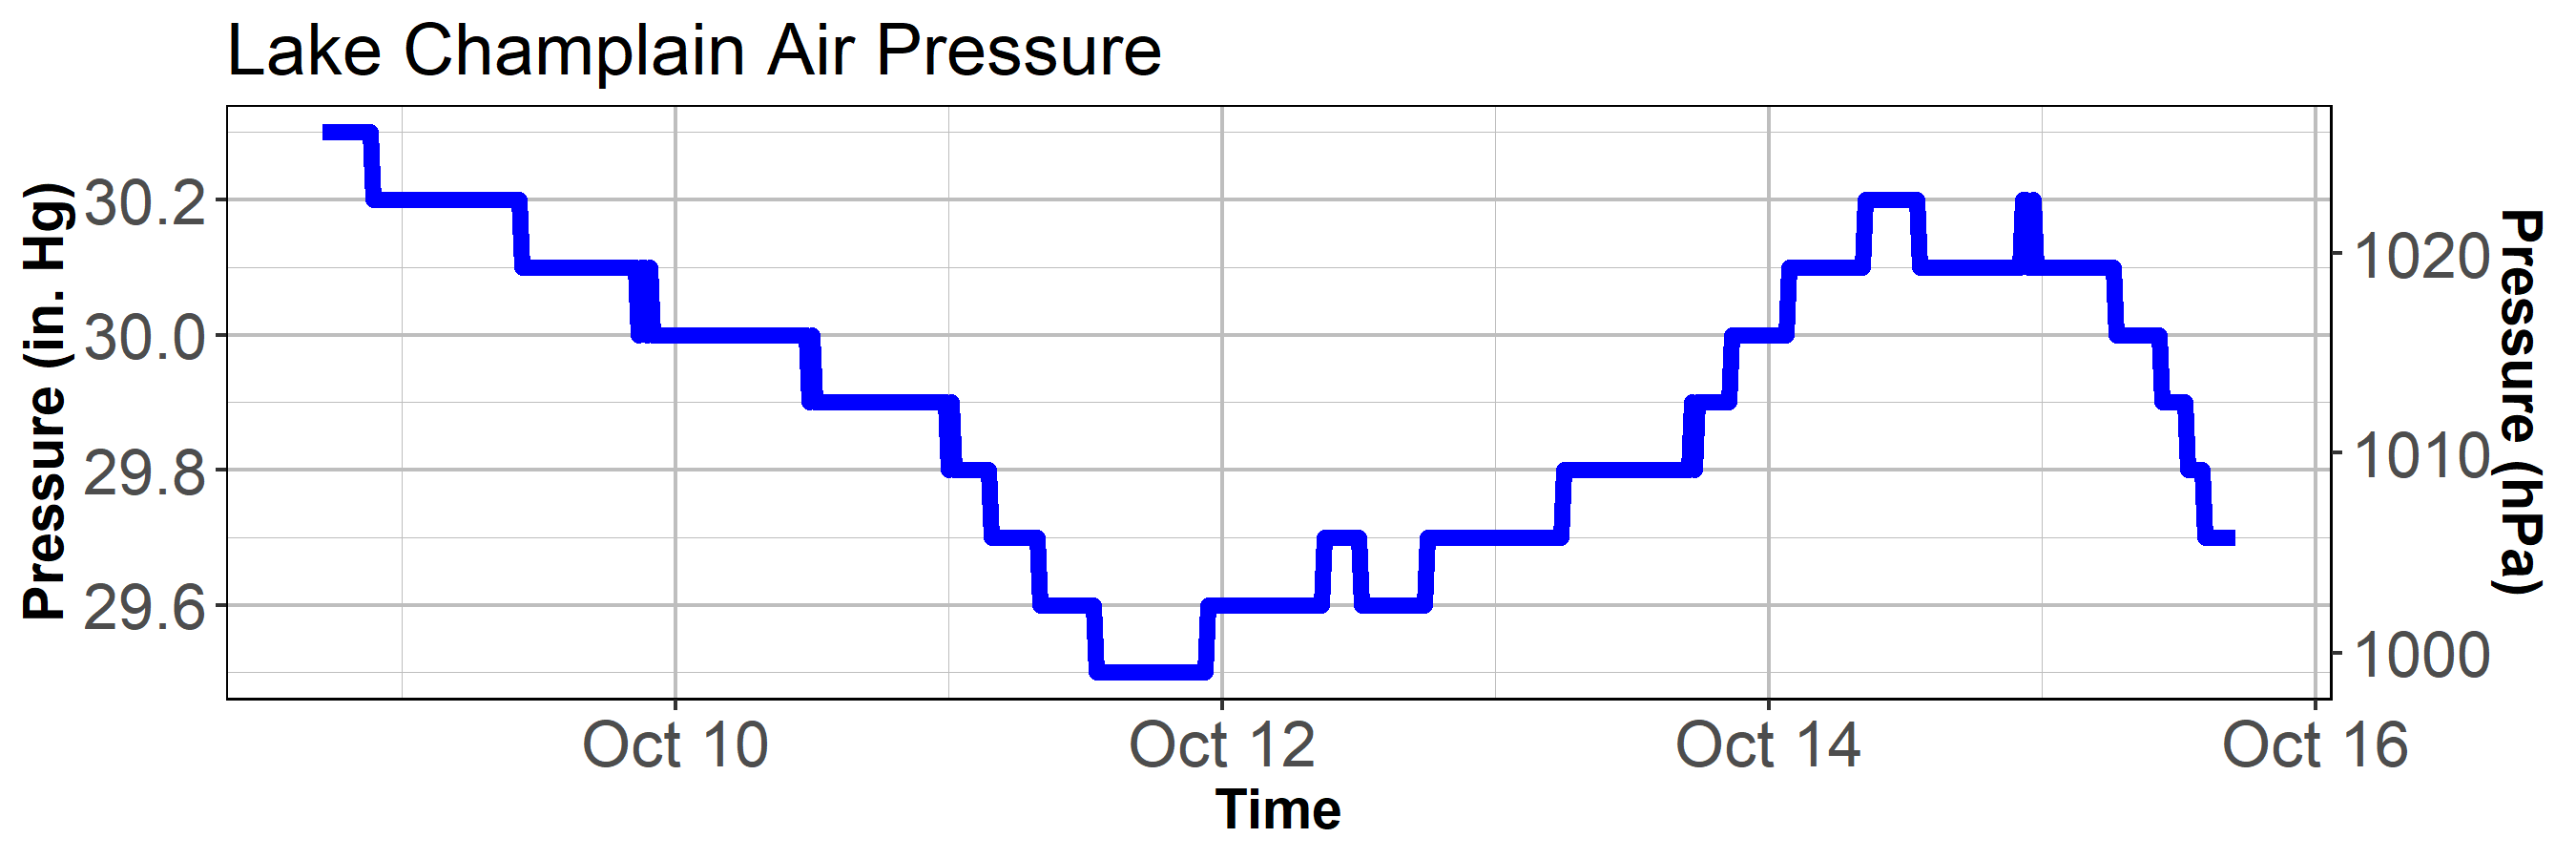 Lake Champlain Air Pressure
Pressure (in. Hg)
30.2
30.0
29.8
29.6
1020
1010
1000
Pressure (hPa)
Oct 10
Oct 12
Oct 14
Oct 16
Time